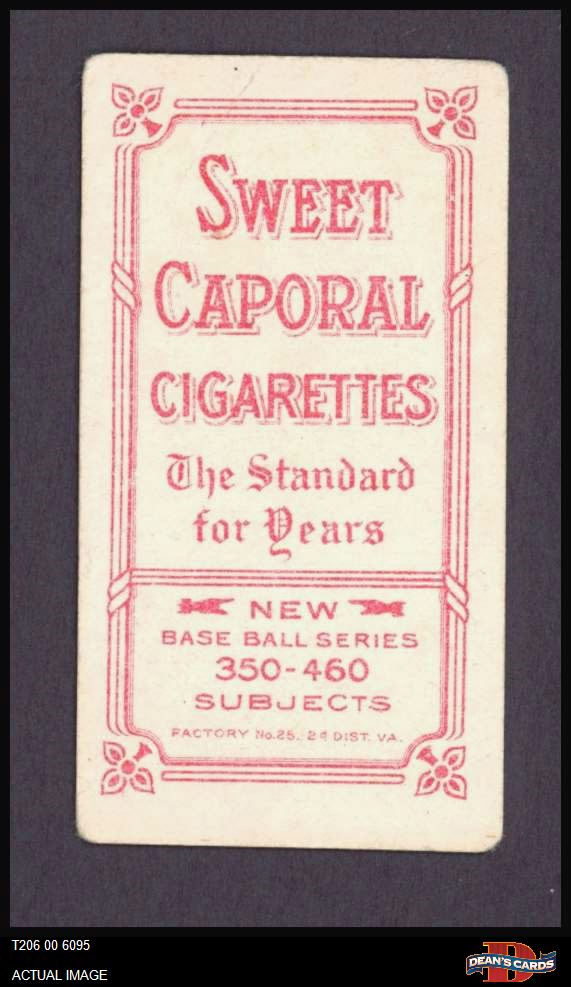 SWEET
CAPORAL
CIGARETTES
The Standard
for Years
NEW
BASE BALL SERIES
350-460
SUBJECTS
FACTORY No.25. 2d DIST. VA.
T206 00 6095
ACTUAL IMAGE
DEAN'S CARDS